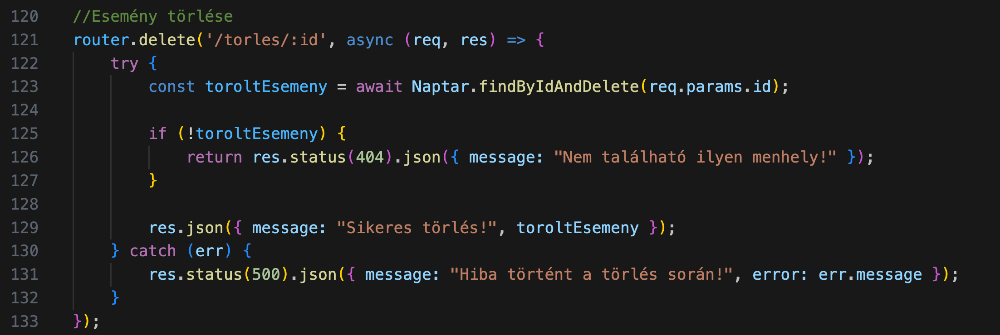 120 //Esemény törlése
121 router.delete('/torles/:id', async (req, res) => {
122     try {
123         const toroltEsemeny = await Naptar.findByIdAndDelete(req.params.id);
124
125         if (!toroltEsemeny) {
126             return res.status(404).json({ message: "Nem található ilyen menhely!" });
127         }
128
129         res.json({ message: "Sikeres törlés!", toroltEsemeny });
130     } catch (err) {
131         res.status(500).json({ message: "Hiba történt a törlés során!", error: err.message });
132     }
133 });